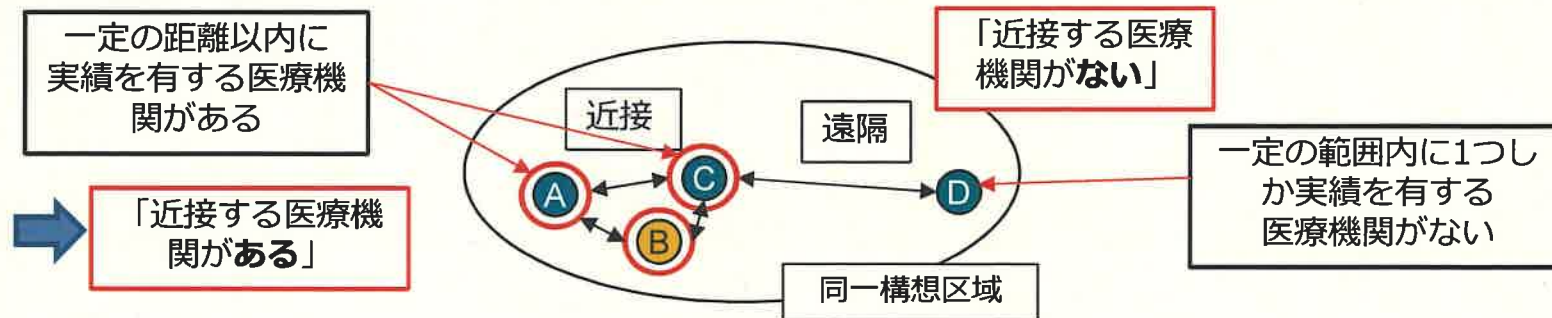 一定の距離以内に
実績を有する医療機
関がある
「近接する医療機
関がある」
近接
遠隔
A
C
B
D
同一構想区域
「近接する医療
機関がない」
一定の範囲内に1つし
か実績を有する
医療機関がない